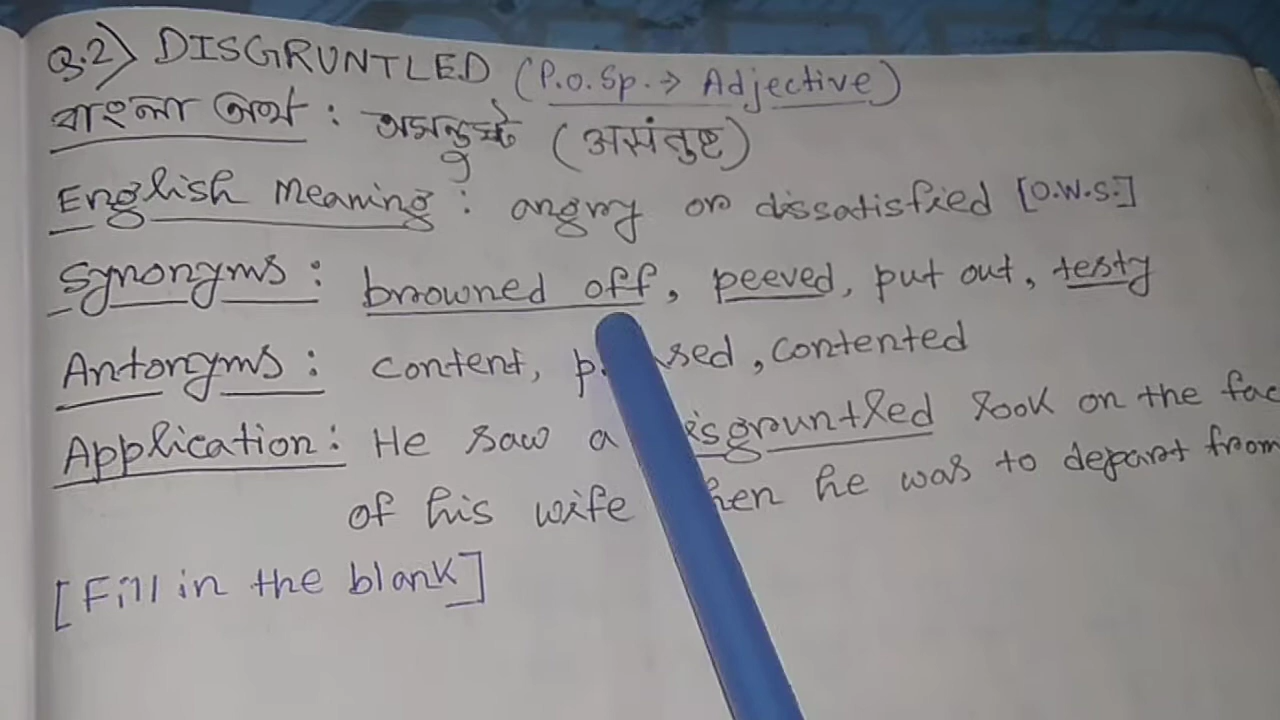 Q.2) DISGRUNTLED (P.O.Sp. → Adjective)
বাংলা অর্থ : অসন্তুষ্ট (असंतुष्ट)
English Meaning : angry or dissatisfied [O.W.S.]
Synonyms : browned off, peeved, put out, testy
Antonyms : content, contented
Application : He saw a look on the
of his wife he was to depart from
[Fill in the blank]